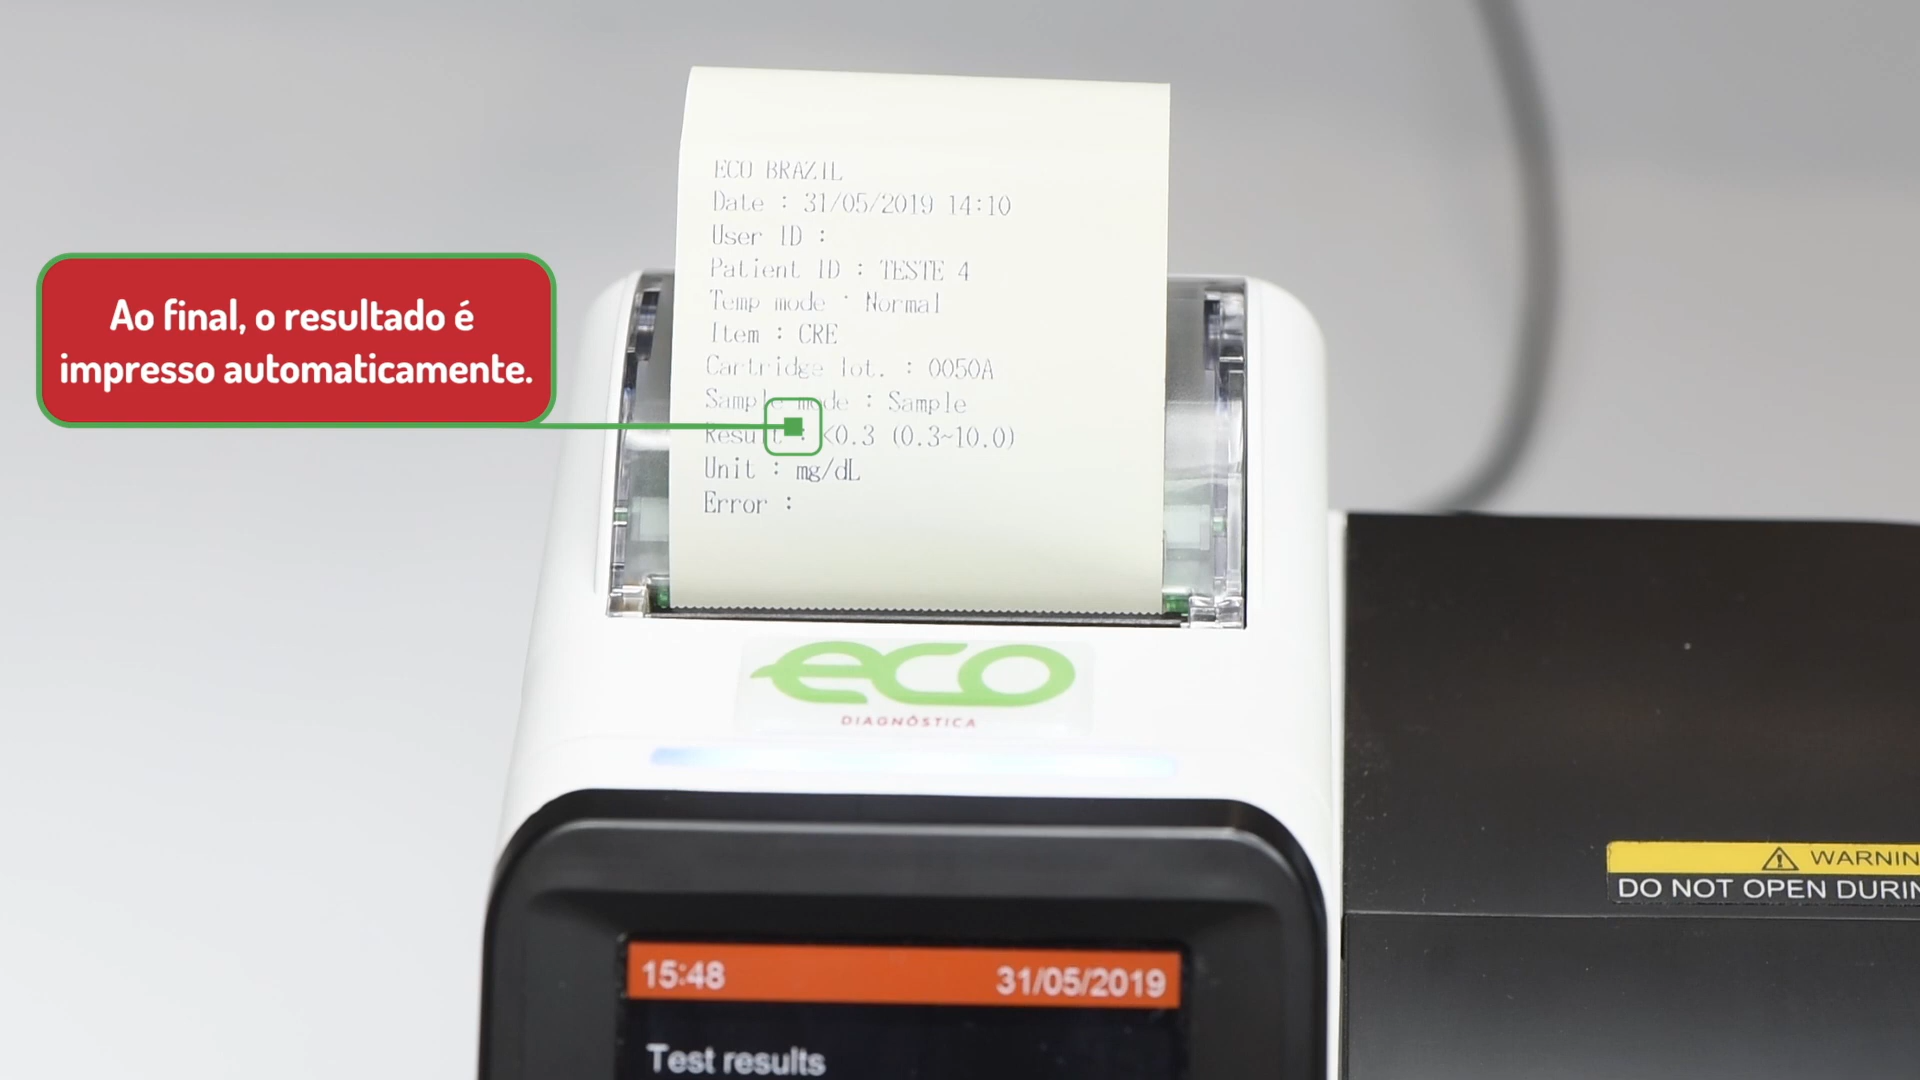 ECO BRAZIL
Date : 31/05/2019 14:10
User ID :
Patient ID : TESTE 4
Temp mode : Normal
Item : CRE
Cartridge lot. : 0050A
Sample mode : Sample
Result : <0.3 (0.3~10.0)
Unit : mg/dL
Error :
Ao final, o resultado é
impresso automaticamente.
eco
DIAGNÓSTICA
WARNIN
DO NOT OPEN DURIN
15:48 31/05/2019
Test results